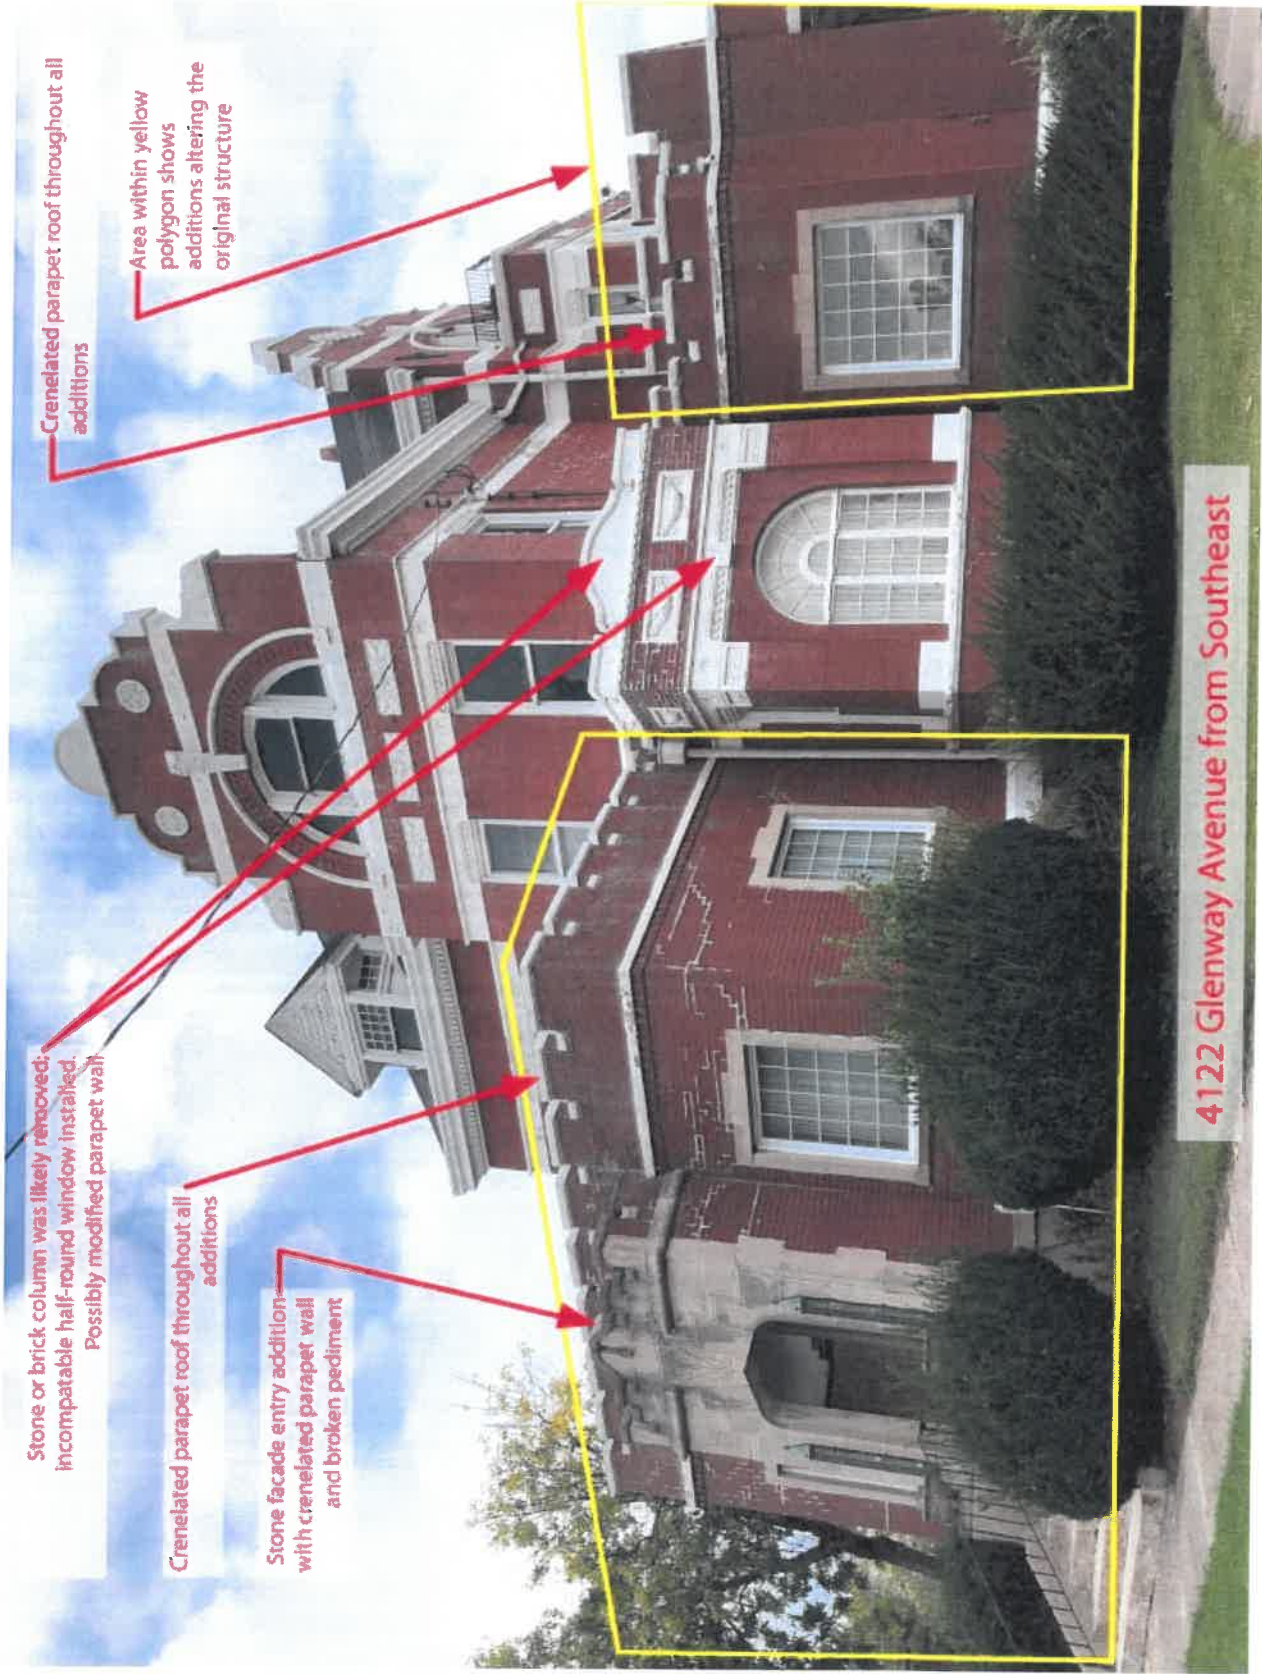 Stone or brick column was likely removed;
incompatable half-round window installed.
Possibly modified parapet wall
Crenelated parapet roof throughout all
additions
Stone facade entry addition
with crenelated parapet wall
and broken pediment
Crenelated parapet roof throughout all
additions
Area within yellow
polygon shows
additions altering the
original structure
4122 Glenway Avenue from Southeast